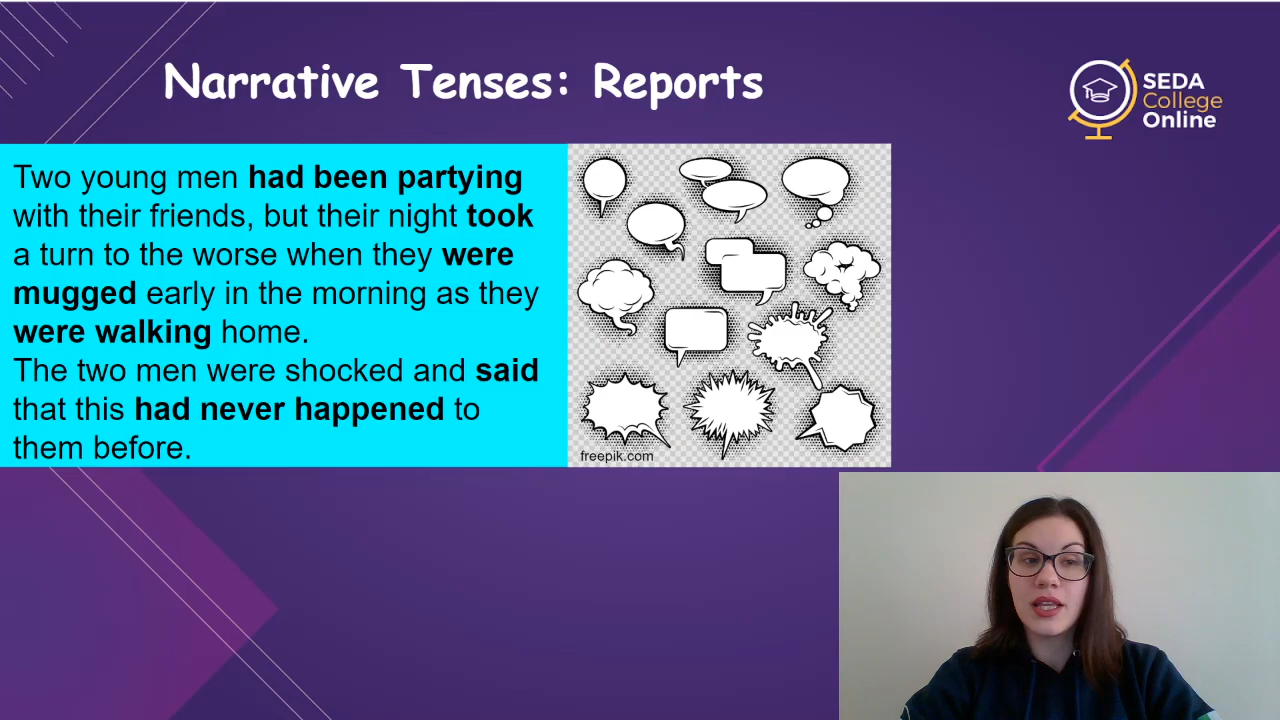 Narrative Tenses: Reports
SEDA
College
Online
Two young men had been partying
with their friends, but their night took
a turn to the worse when they were
mugged early in the morning as they
were walking home.
The two men were shocked and said
that this had never happened to
them before.
freepik.com